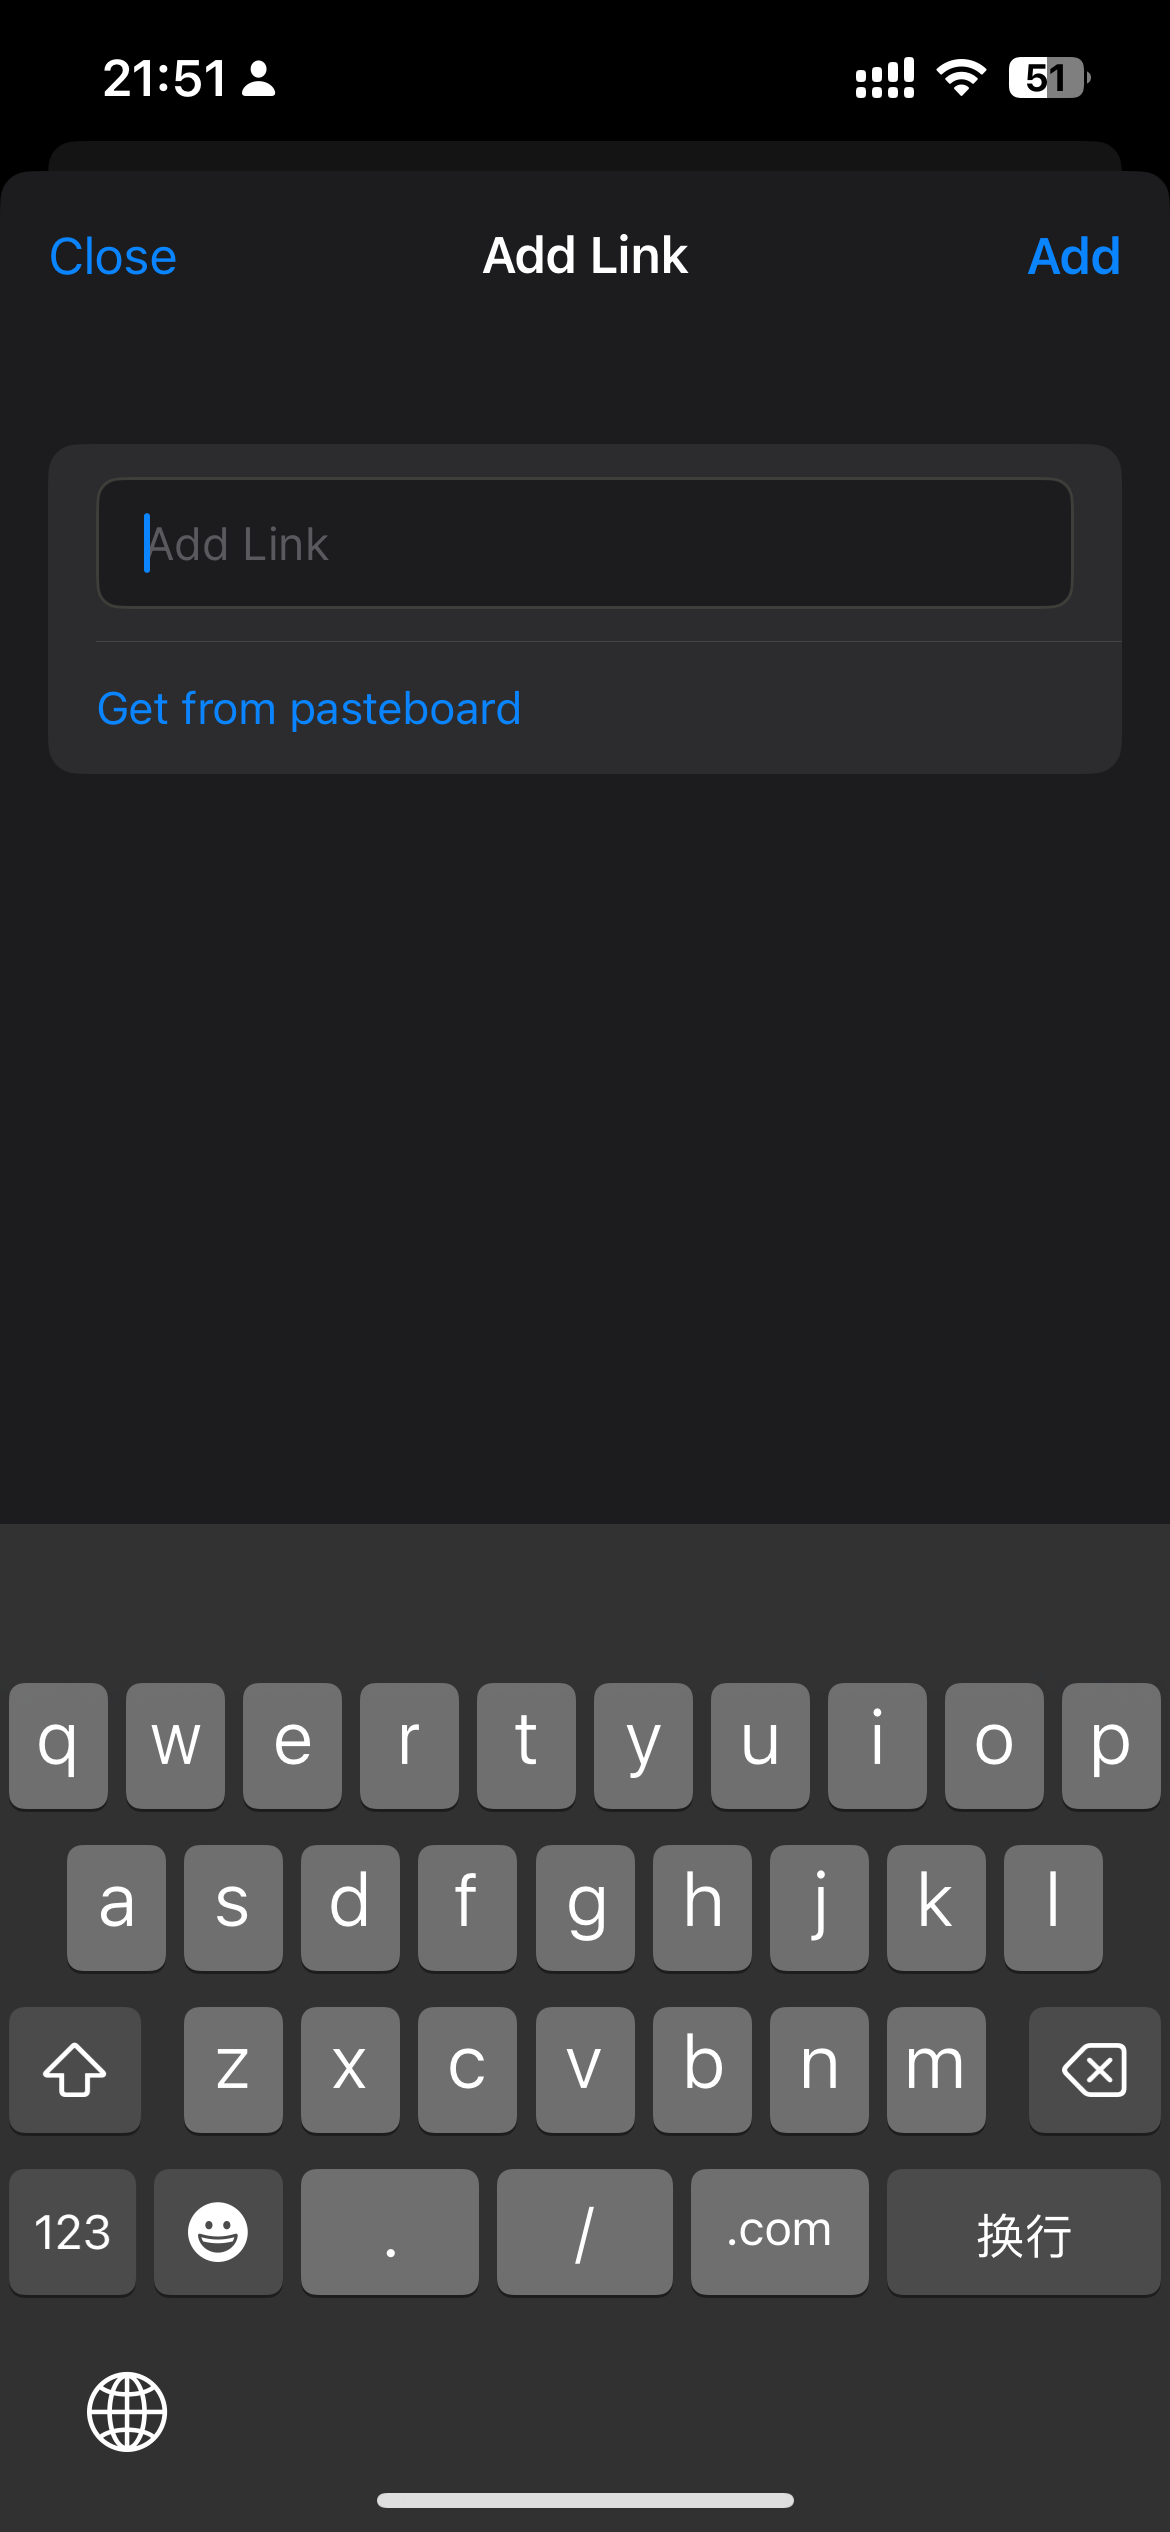 21:51
51
Close
Add Link
Add
Add Link
Get from pasteboard
q w e r t y u i o p
a s d f g h j k l
z x c v b n m
123 . / .com 换行